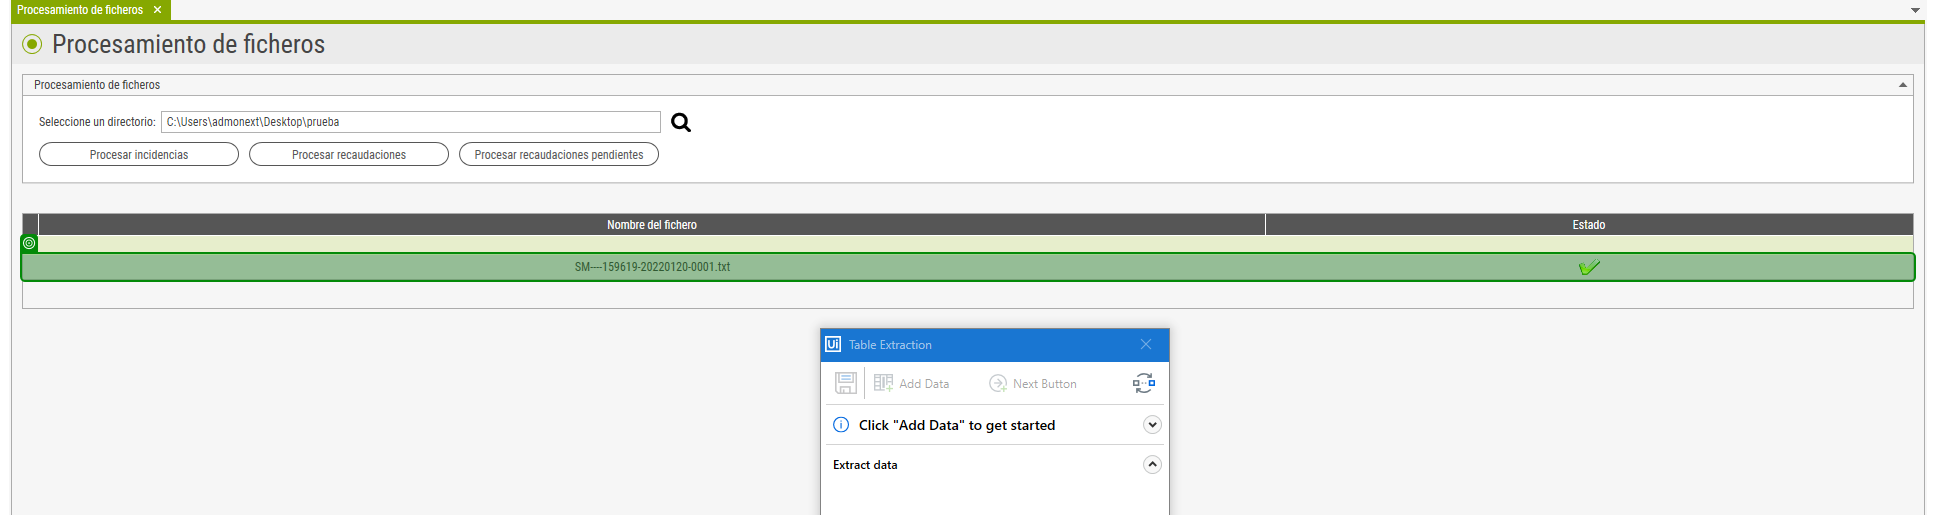 Procesamiento de ficheros
Procesamiento de ficheros
Procesamiento de ficheros
Seleccione un directorio: C:\Users\admonext\Desktop\prueba
Procesar incidencias Procesar recaudaciones Procesar recaudaciones pendientes
Nombre del fichero Estado
SM----159619-20220120-0001.txt
Ui Table Extraction
Add Data Next Button
Click "Add Data" to get started
Extract data